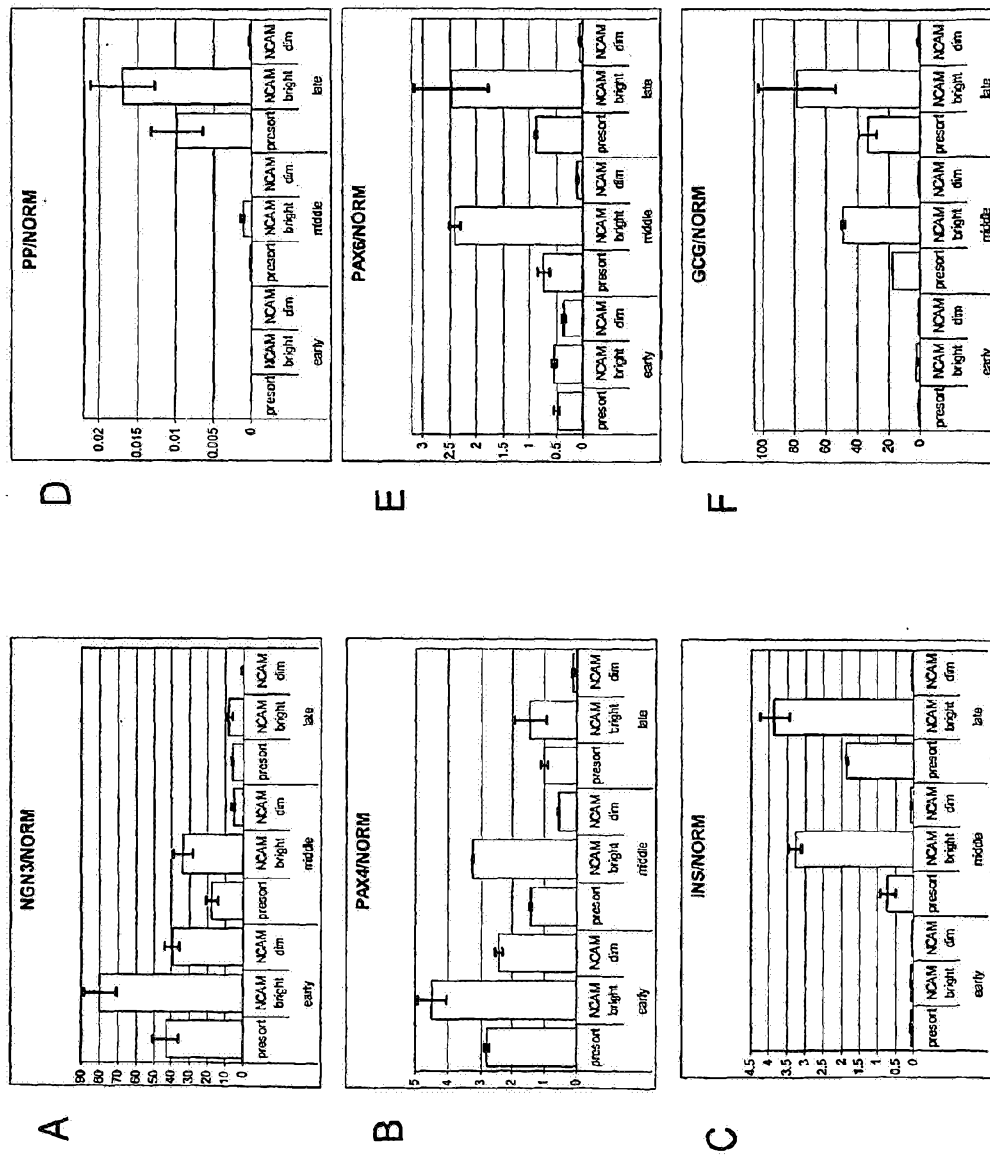 A
NGN3/NORM
90
80
70
60
50
40
30
20
10
0
presort NCAM NCAM presort NCAM NCAM presort NCAM NCAM
bright dim bright dim bright dim
early middle late
B
PAX4/NORM
5
4
3
2
1
0
presort NCAM NCAM presort NCAM NCAM presort NCAM NCAM
bright dim bright dim bright dim
early middle late
C
INS/NORM
4.5
4
3.5
3
2.5
2
1.5
1
0.5
0
presort NCAM NCAM presort NCAM NCAM presort NCAM NCAM
bright dim bright dim bright dim
early middle late
D
PP/NORM
0.02
0.015
0.01
0.005
0
presort NCAM NCAM presort NCAM NCAM presort NCAM NCAM
bright dim bright dim bright dim
early middle late
E
PAX6/NORM
3
2.5
2
1.5
1
0.5
0
presort NCAM NCAM presort NCAM NCAM presort NCAM NCAM
bright dim bright dim bright dim
early middle late
F
GCG/NORM
100
80
60
40
20
0
presort NCAM NCAM presort NCAM NCAM presort NCAM NCAM
bright dim bright dim bright dim
early middle late